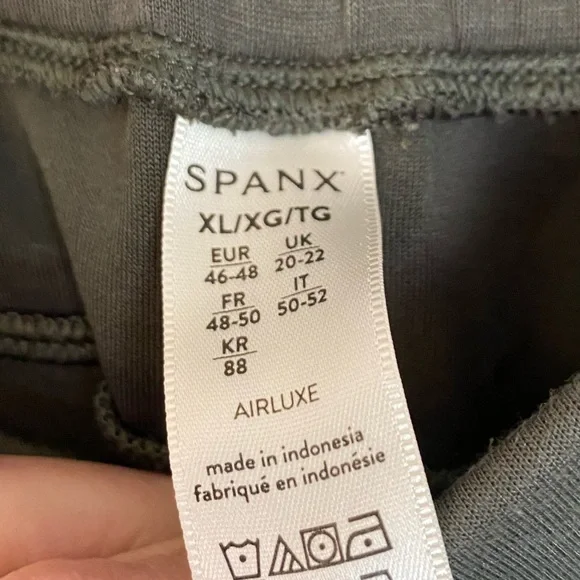 SPANX
XL/XG/TG
EUR UK
46-48 20-22
FR IT
48-50 50-52
KR
88
AIRLUXE
made in indonesia
fabriqué en indonésie